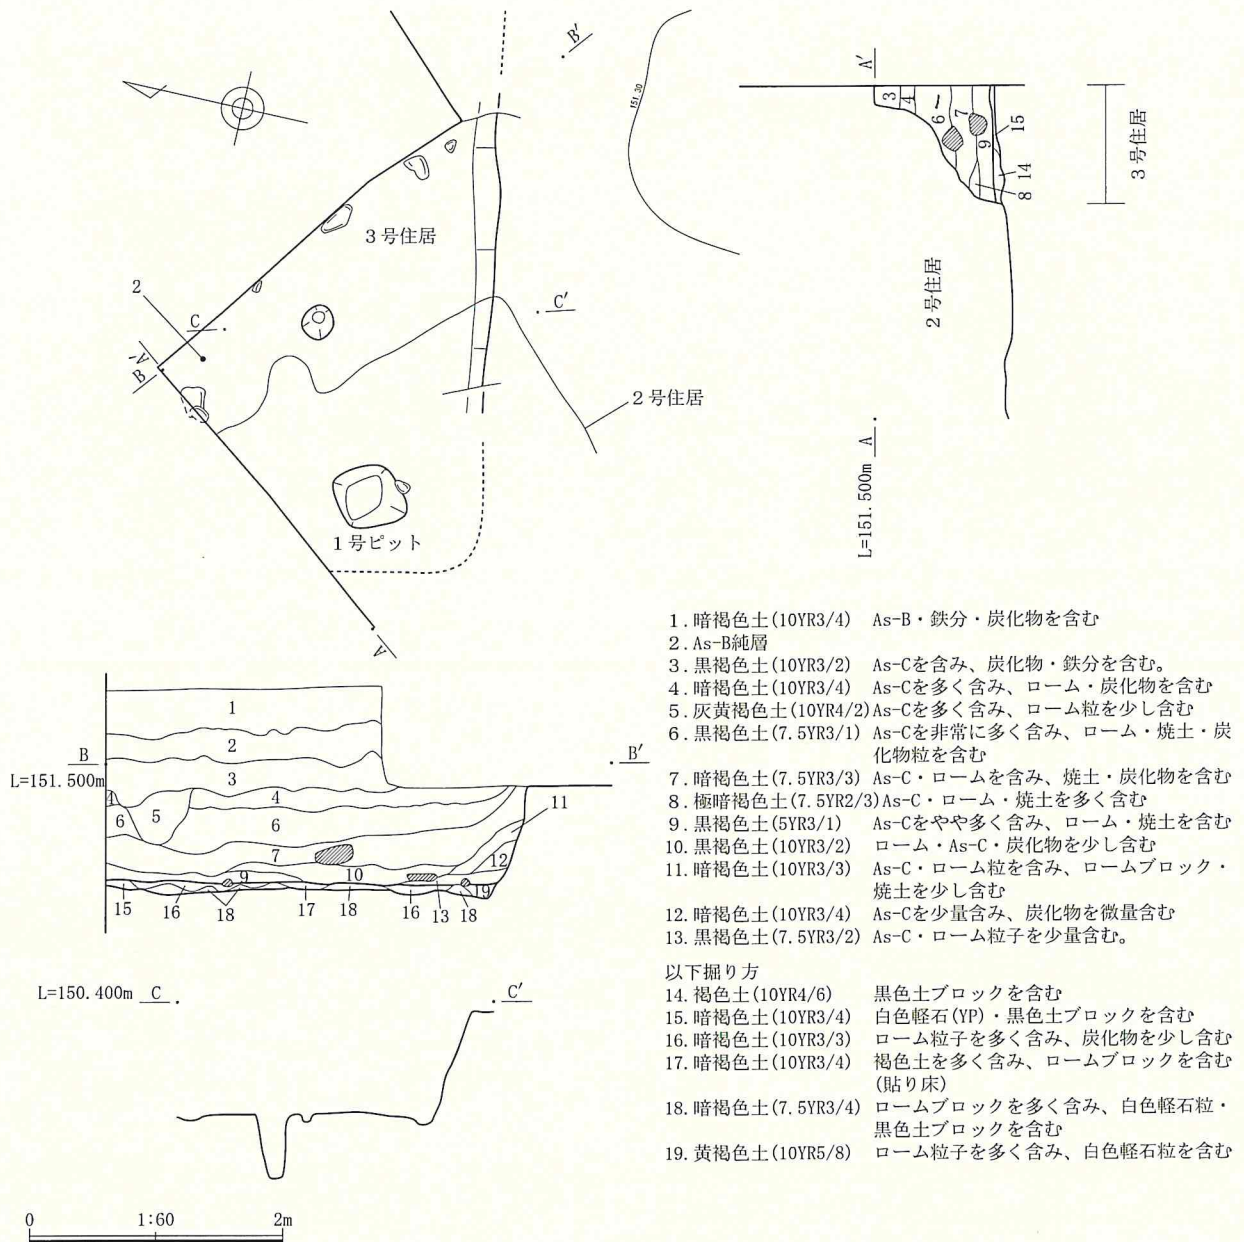 B′
151.30
3号住居
2
C
C′
A′
B
2号住居
1号ピット
A
A′
3
4
6
7
9
15
14
8
3号住居
2号住居
L=151.500m A
1
2
B
B′
L=151.500m
3
4
4
11
6
5
6
7
12
9
10
19
15
16
18
17
18
16
13
18
L=150.400m C
C′
0
1:60
2m
1.暗褐色土(10YR3/4) As-B・鉄分・炭化物を含む
2.As-B純層
3.黒褐色土(10YR3/2) As-Cを含み、炭化物・鉄分を含む。
4.暗褐色土(10YR3/4) As-Cを多く含み、ローム・炭化物を含む
5.灰黄褐色土(10YR4/2)As-Cを多く含み、ローム粒を少し含む
6.黒褐色土(7.5YR3/1) As-Cを非常に多く含み、ローム・焼土・炭
化物粒を含む
7.暗褐色土(7.5YR3/3) As-C・ロームを含み、焼土・炭化物を含む
8.極暗褐色土(7.5YR2/3)As-C・ローム・焼土を多く含む
9.黒褐色土(5YR3/1) As-Cをやや多く含み、ローム・焼土を含む
10.黒褐色土(10YR3/2) ローム・As-C・炭化物を少し含む
11.暗褐色土(10YR3/3) As-C・ローム粒を含み、ロームブロック・
焼土を少し含む
12.暗褐色土(10YR3/4) As-Cを少量含み、炭化物を微量含む
13.黒褐色土(7.5YR3/2) As-C・ローム粒子を少量含む。
以下掘り方
14.褐色土(10YR4/6) 黒色土ブロックを含む
15.暗褐色土(10YR3/4) 白色軽石(YP)・黒色土ブロックを含む
16.暗褐色土(10YR3/3) ローム粒子を多く含み、炭化物を少し含む
17.暗褐色土(10YR3/4) 褐色土を多く含み、ロームブロックを含む
(貼り床)
18.暗褐色土(7.5YR3/4) ロームブロックを多く含み、白色軽石粒・
黒色土ブロックを含む
19.黄褐色土(10YR5/8) ローム粒子を多く含み、白色軽石粒を含む